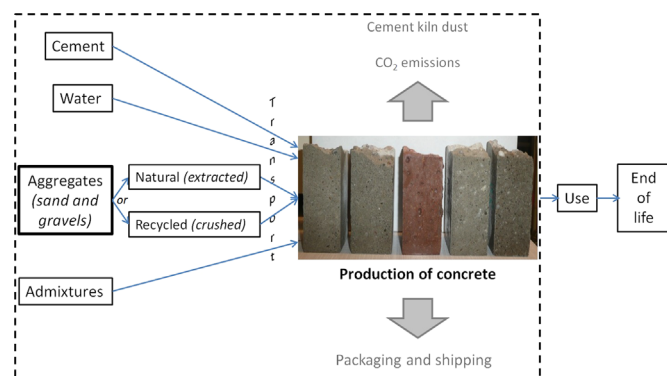 Cement kiln dust
CO₂ emissions
Cement
Water
Aggregates
(sand and
gravels)
or
Natural (extracted)
Recycled (crushed)
Admixtures
Transport
Production of concrete
Packaging and shipping
Use
End
of
life